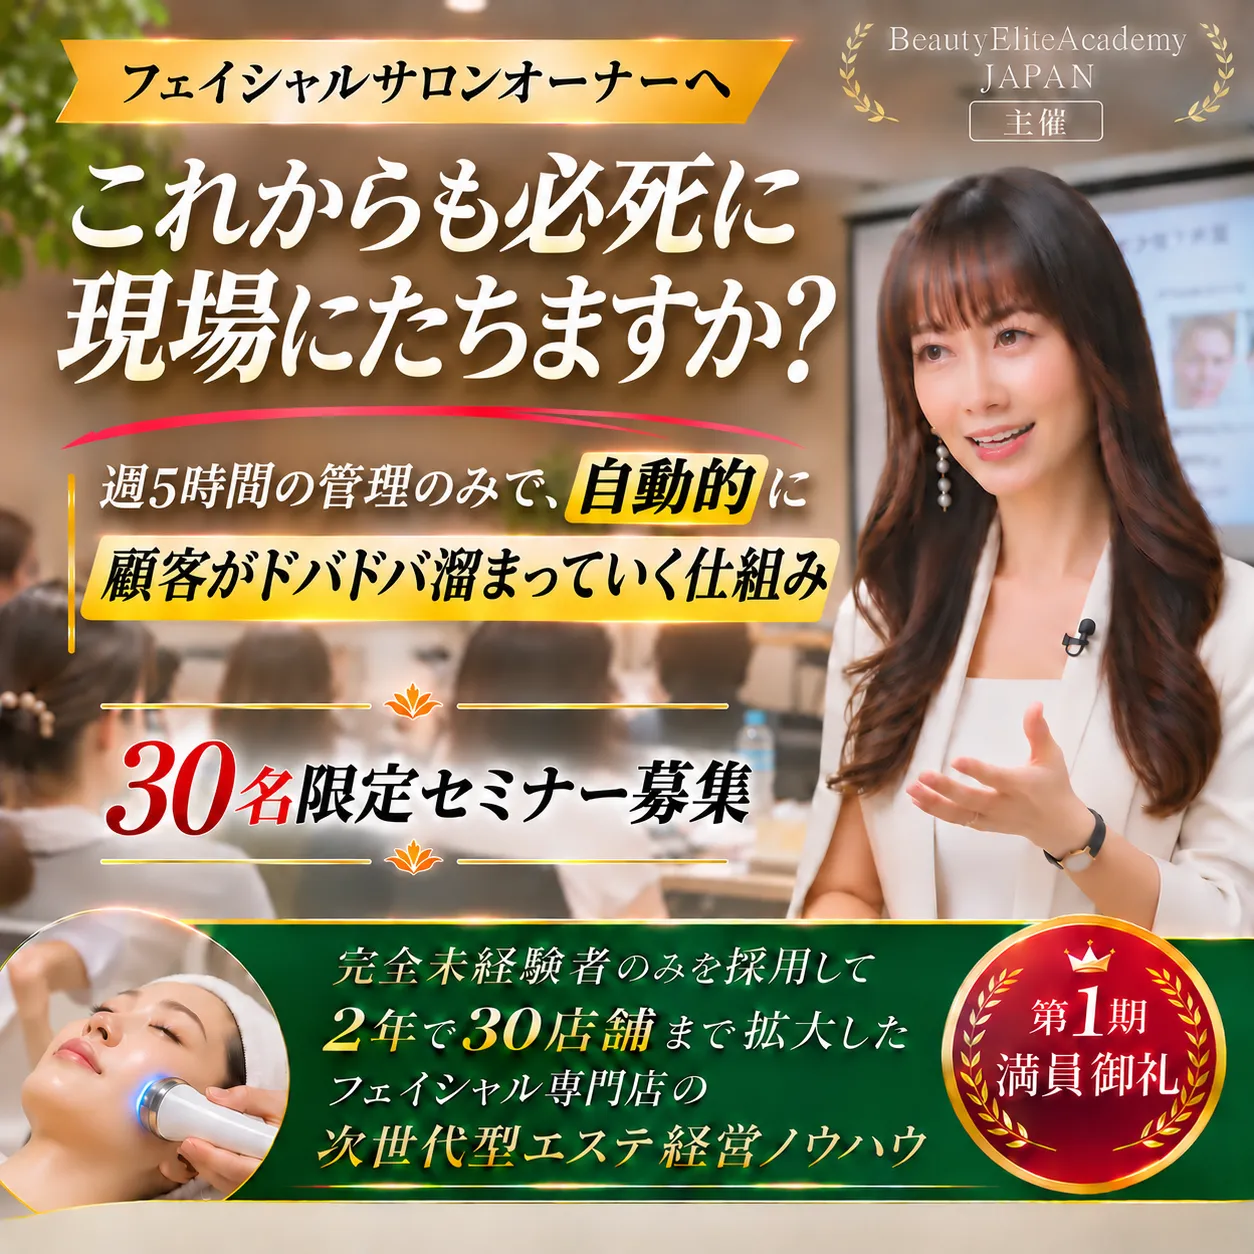 フェイシャルサロンオーナーへ
BeautyEliteAcademy
JAPAN
主催
これからも必死に
現場にたちますか?
週5時間の管理のみで、自動的に
顧客がドバドバ溜まっていく仕組み
30名限定セミナー募集
完全未経験者のみを採用して
2年で30店舗まで拡大した
フェイシャル専門店の
次世代型エステ経営ノウハウ
第1期
満員御礼